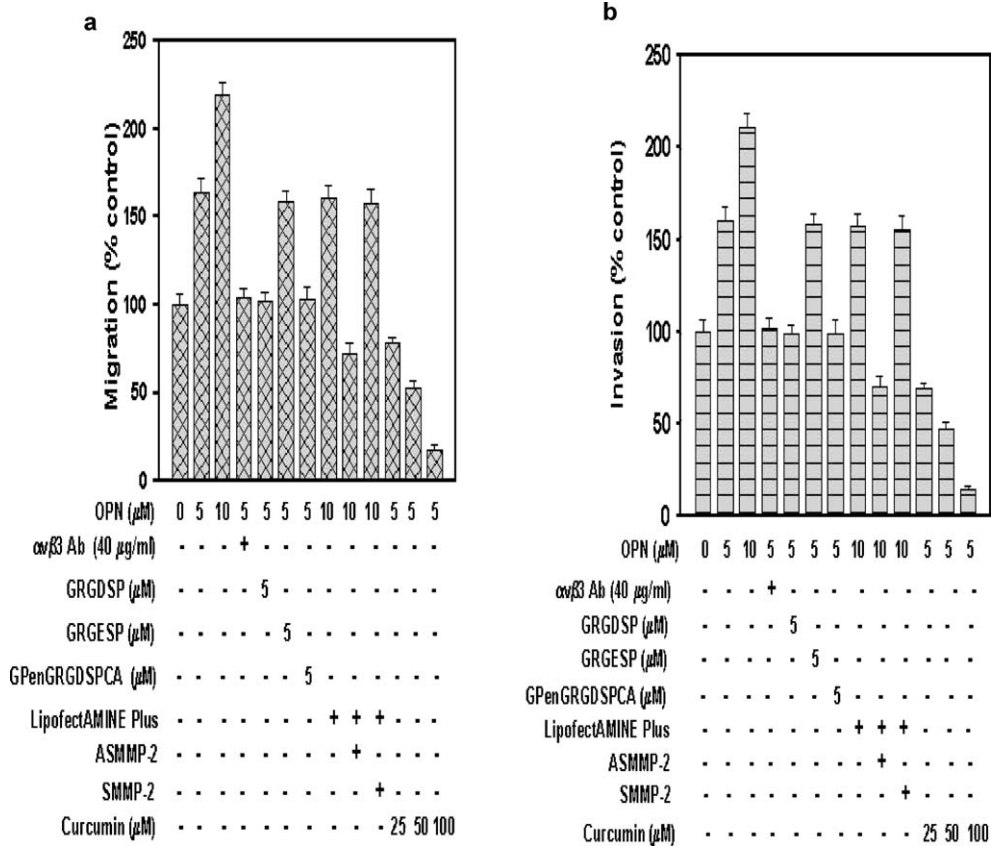 a
250
200
150
100
50
0
Migration (% control)
OPN (μM) 0 5 10 5 5 5 5 10 10 10 5 5 5
αvβ3 Ab (40 μg/ml) - - - + - - - - - - - - -
GRGDSP (μM) - - - - 5 - - - - - - - -
GRGESP (μM) - - - - - 5 - - - - - - -
GPenGRGDSPCA (μM) - - - - - - 5 - - - - - -
LipofectAMINE Plus - - - - - - - + + + - - -
ASMMP-2 - - - - - - - - + - - - -
SMMP-2 - - - - - - - - - + - - -
Curcumin (μM) - - - - - - - - - - 25 50 100
b
250
200
150
100
50
0
Invasion (% control)
OPN (μM) 0 5 10 5 5 5 5 10 10 10 5 5 5
αvβ3 Ab (40 μg/ml) - - - + - - - - - - - - -
GRGDSP (μM) - - - - 5 - - - - - - - -
GRGESP (μM) - - - - - 5 - - - - - - -
GPenGRGDSPCA (μM) - - - - - - 5 - - - - - -
LipofectAMINE Plus - - - - - - - + + + - - -
ASMMP-2 - - - - - - - - + - - - -
SMMP-2 - - - - - - - - - + - - -
Curcumin (μM) - - - - - - - - - - 25 50 100